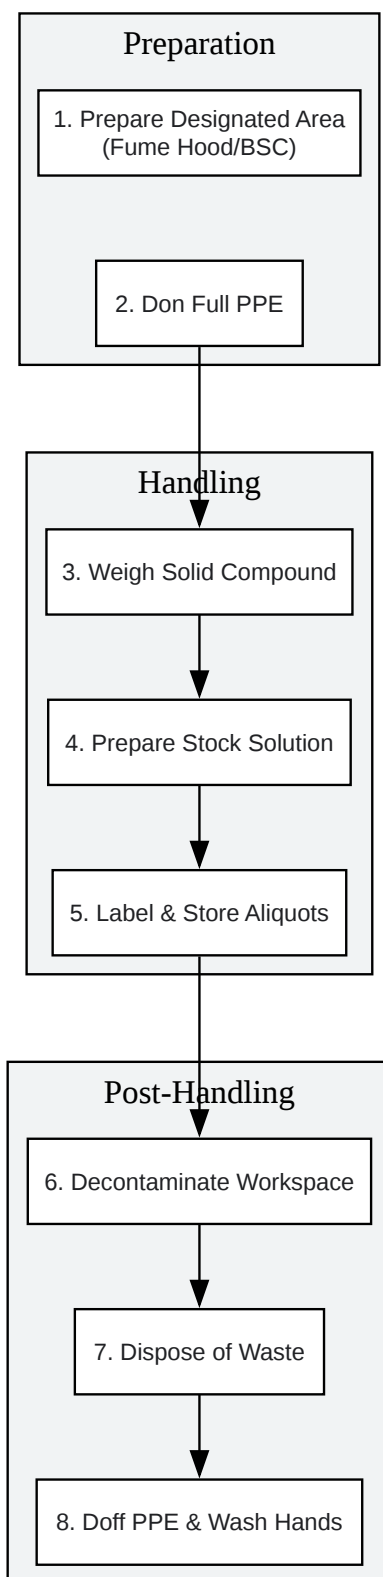 Preparation
1. Prepare Designated Area
(Fume Hood/BSC)
2. Don Full PPE
Handling
3. Weigh Solid Compound
4. Prepare Stock Solution
5. Label & Store Aliquots
Post-Handling
6. Decontaminate Workspace
7. Dispose of Waste
8. Doff PPE & Wash Hands